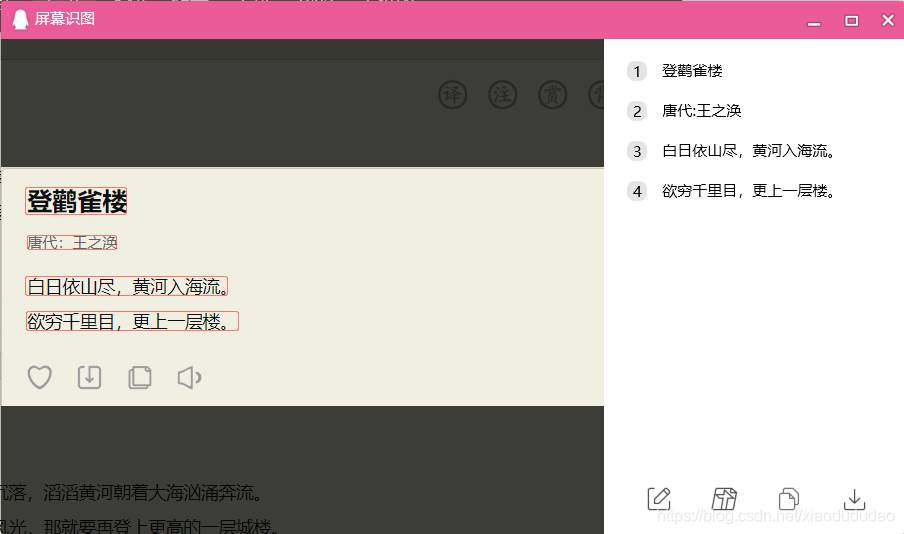 屏幕识图
译 注 赏
登鹳雀楼
唐代：王之涣
白日依山尽，黄河入海流。
欲穷千里目，更上一层楼。
沉落，滔滔黄河朝着大海汹涌奔流。
风光，那就要再登上更高的一层城楼。
1 登鹳雀楼
2 唐代:王之涣
3 白日依山尽，黄河入海流。
4 欲穷千里目，更上一层楼。
https://blog.csdn.net/xiaodududao